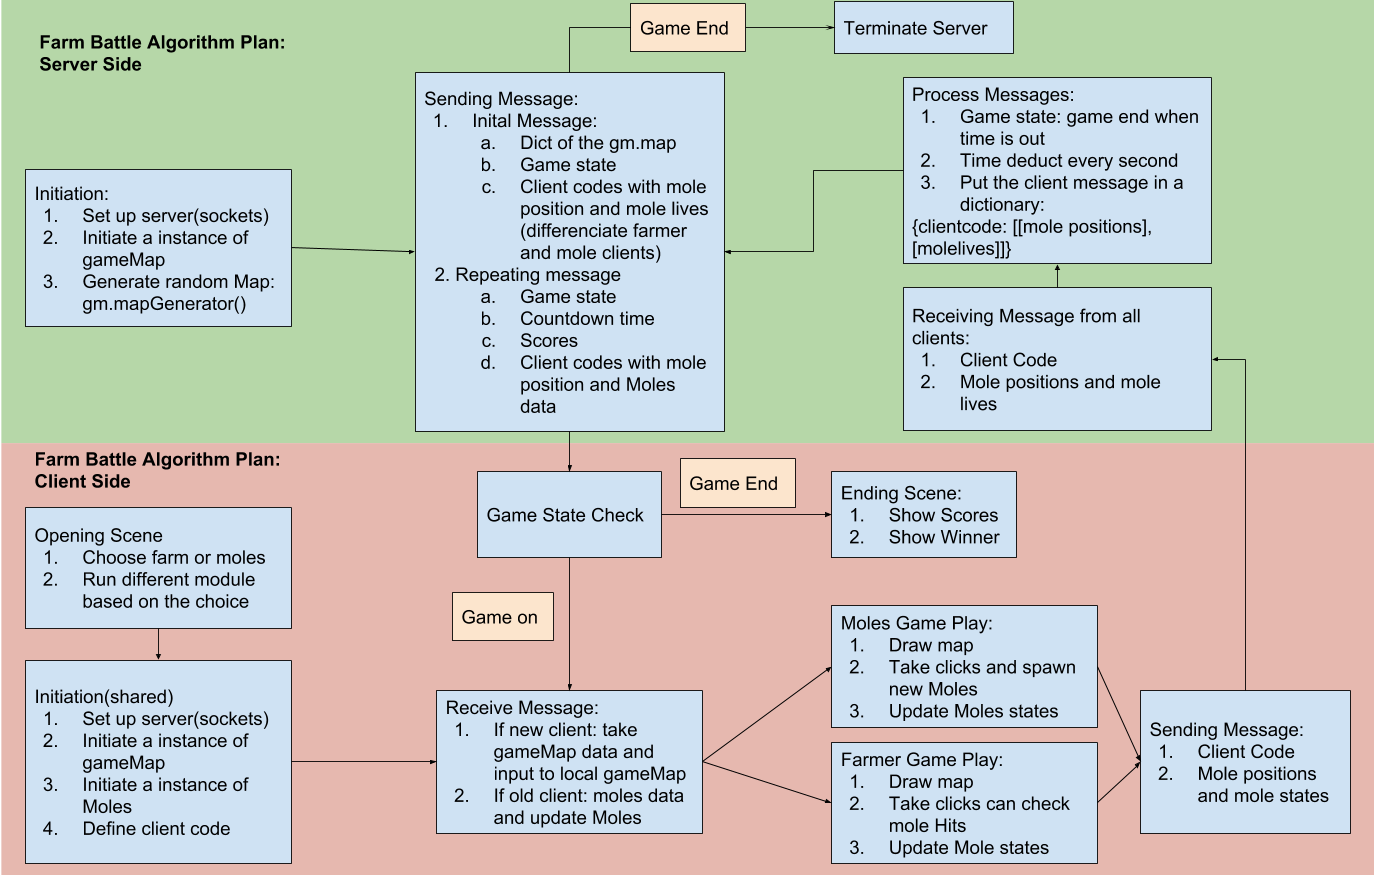 Farm Battle Algorithm Plan:
Server Side
Game End
Terminate Server
Initiation:
1. Set up server(sockets)
2. Initiate a instance of
gameMap
3. Generate random Map:
gm.mapGenerator()
Sending Message:
1. Inital Message:
a. Dict of the gm.map
b. Game state
c. Client codes with mole
position and mole lives
(differenciate farmer
and mole clients)
2. Repeating message
a. Game state
b. Countdown time
c. Scores
d. Client codes with mole
position and Moles
data
Process Messages:
1. Game state: game end when
time is out
2. Time deduct every second
3. Put the client message in a
dictionary:
{clientcode: [[mole positions],
[molelives]]}
Receiving Message from all
clients:
1. Client Code
2. Mole positions and mole
lives
Farm Battle Algorithm Plan:
Client Side
Opening Scene
1. Choose farm or moles
2. Run different module
based on the choice
Initiation(shared)
1. Set up server(sockets)
2. Initiate a instance of
gameMap
3. Initiate a instance of
Moles
4. Define client code
Game State Check
Game End
Ending Scene:
1. Show Scores
2. Show Winner
Game on
Receive Message:
1. If new client: take
gameMap data and
input to local gameMap
2. If old client: moles data
and update Moles
Moles Game Play:
1. Draw map
2. Take clicks and spawn
new Moles
3. Update Moles states
Farmer Game Play:
1. Draw map
2. Take clicks can check
mole Hits
3. Update Mole states
Sending Message:
1. Client Code
2. Mole positions
and mole states